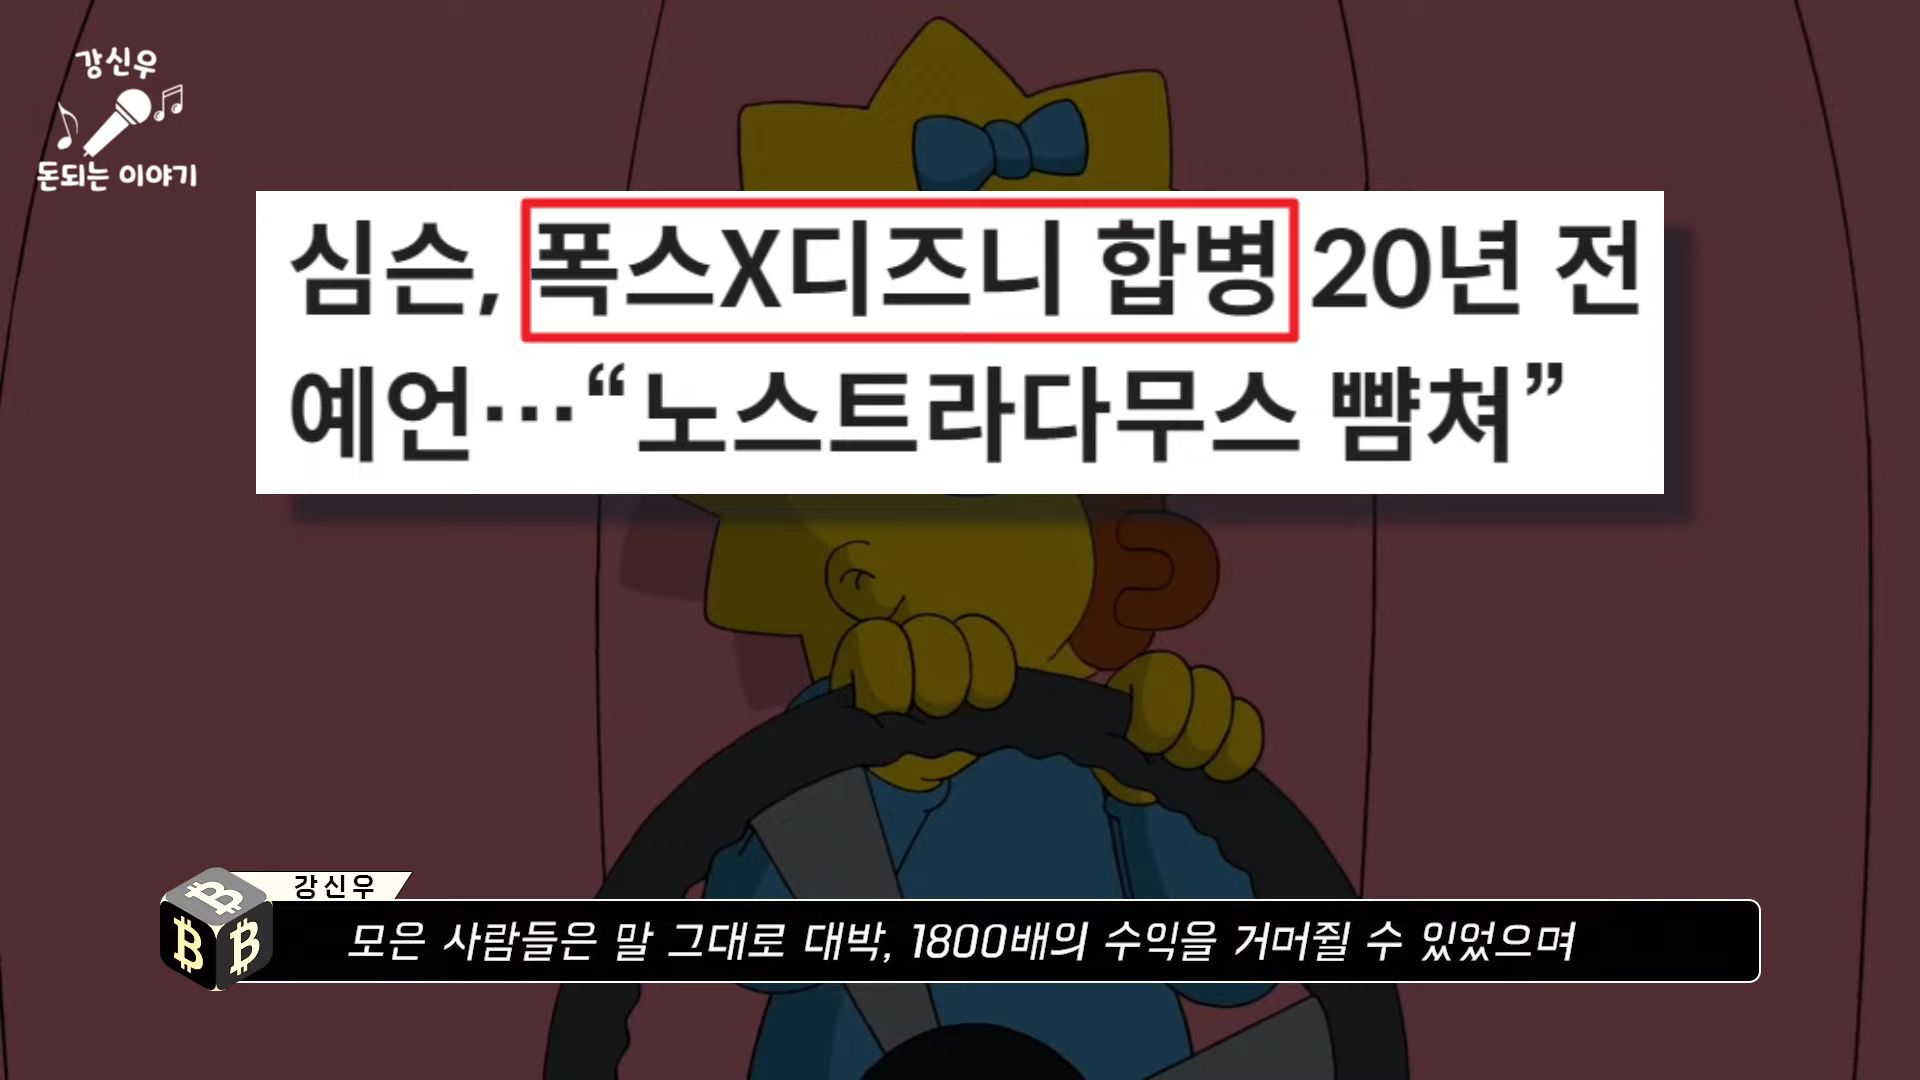 강신우
돈되는 이야기
심슨, 폭스X디즈니 합병 20년 전
예언…“노스트라다무스 뺨쳐”
강신우
모은 사람들은 말 그대로 대박, 1800배의 수익을 거머쥘 수 있었으며